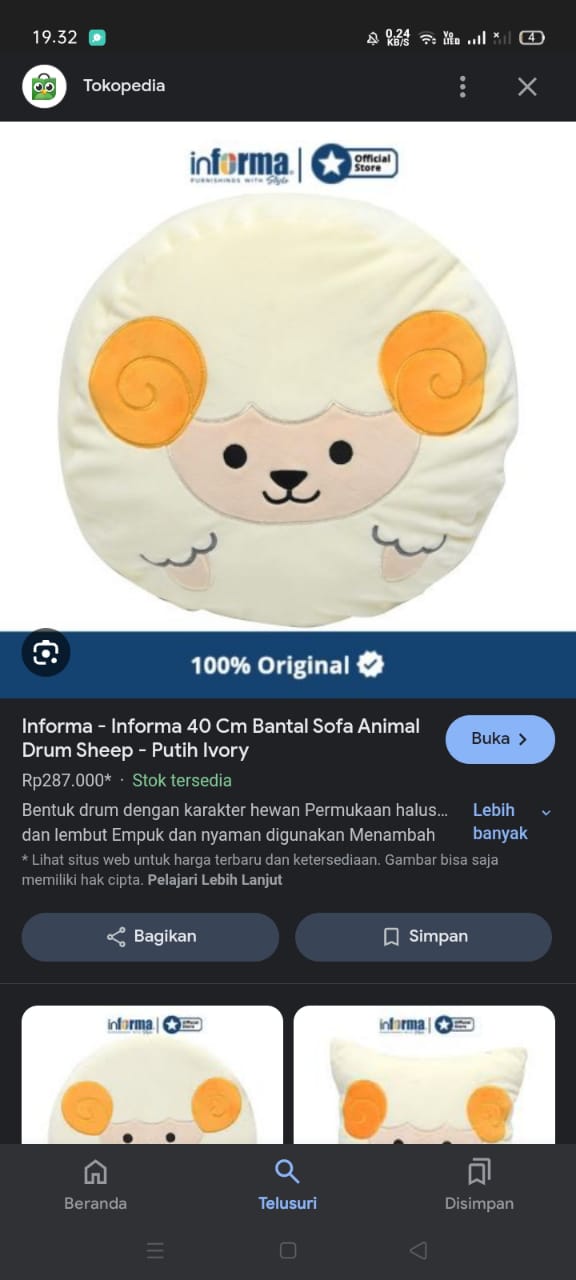 19.32
0.24 KB/S
Vo LTED
4
Tokopedia
informa.
FURNISHINGS WITH Style
Official Store
100% Original
Informa - Informa 40 Cm Bantal Sofa Animal
Drum Sheep - Putih Ivory
Buka
Rp287.000* · Stok tersedia
Bentuk drum dengan karakter hewan Permukaan halus...
dan lembut Empuk dan nyaman digunakan Menambah
Lebih
banyak
* Lihat situs web untuk harga terbaru dan ketersediaan. Gambar bisa saja
memiliki hak cipta. Pelajari Lebih Lanjut
Bagikan
Simpan
informa.
Official Store
informa.
Official Store
Beranda
Telusuri
Disimpan